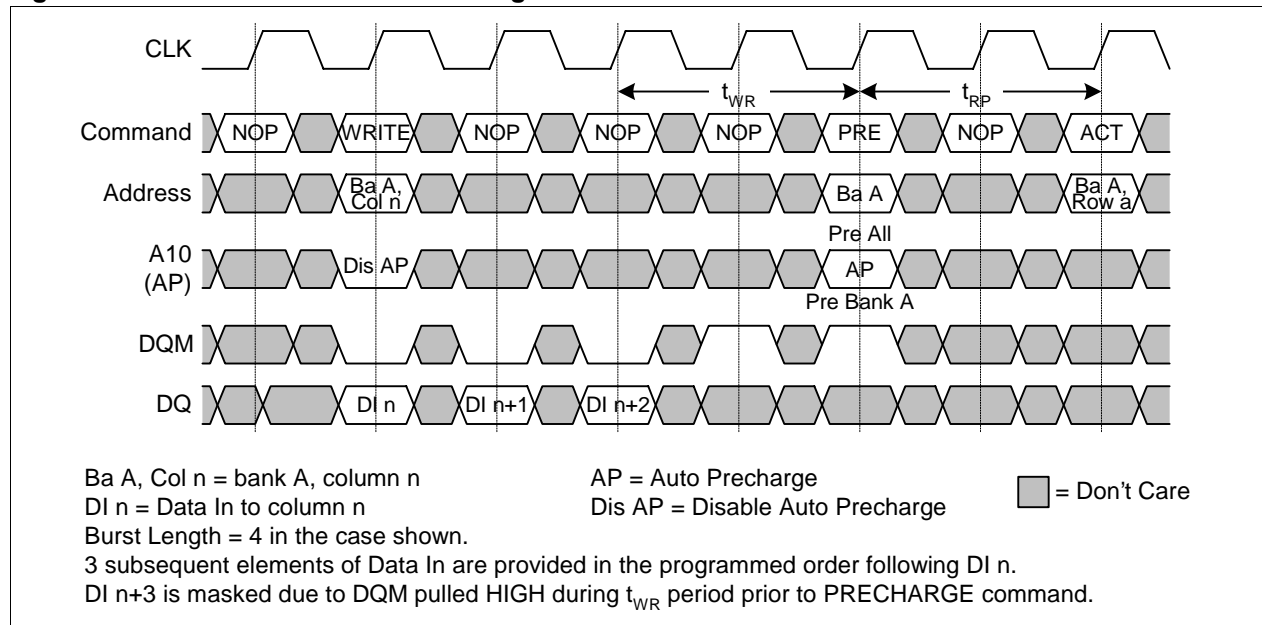 CLK
t_WR t_RP
Command NOP WRITE NOP NOP NOP PRE NOP ACT
Address Ba A, Col n Ba A Ba A, Row a
Pre All
A10 (AP) Dis AP AP
Pre Bank A
DQM
DQ DI n DI n+1 DI n+2
Ba A, Col n = bank A, column n AP = Auto Precharge
DI n = Data In to column n Dis AP = Disable Auto Precharge = Don't Care
Burst Length = 4 in the case shown.
3 subsequent elements of Data In are provided in the programmed order following DI n.
DI n+3 is masked due to DQM pulled HIGH during t_WR period prior to PRECHARGE command.